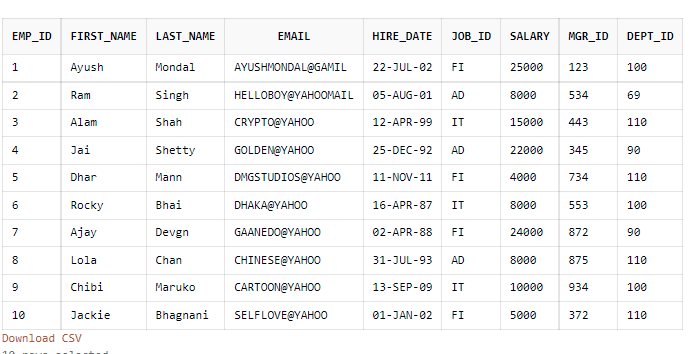 EMP_ID FIRST_NAME LAST_NAME EMAIL HIRE_DATE JOB_ID SALARY MGR_ID DEPT_ID
1 Ayush Mondal AYUSHMONDAL@GAMIL 22-JUL-02 FI 25000 123 100
2 Ram Singh HELLOBOY@YAHOOMAIL 05-AUG-01 AD 8000 534 69
3 Alam Shah CRYPTO@YAHOO 12-APR-99 IT 15000 443 110
4 Jai Shetty GOLDEN@YAHOO 25-DEC-92 AD 22000 345 90
5 Dhar Mann DMGSTUDIOS@YAHOO 11-NOV-11 FI 4000 734 110
6 Rocky Bhai DHAKA@YAHOO 16-APR-87 IT 8000 553 100
7 Ajay Devgn GAANEDO@YAHOO 02-APR-88 FI 24000 872 90
8 Lola Chan CHINESE@YAHOO 31-JUL-93 AD 8000 875 110
9 Chibi Maruko CARTOON@YAHOO 13-SEP-09 IT 10000 934 100
10 Jackie Bhagnani SELFLOVE@YAHOO 01-JAN-02 FI 5000 372 110
Download CSV
10 rows selected